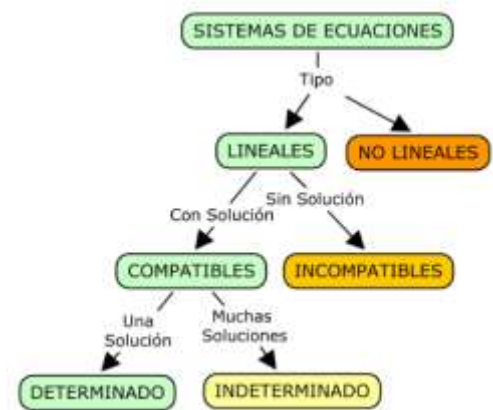 SISTEMAS DE ECUACIONES
Tipo
LINEALES
NO LINEALES
Con Solución
Sin Solución
COMPATIBLES
INCOMPATIBLES
Una
Solución
Muchas
Soluciones
DETERMINADO
INDETERMINADO